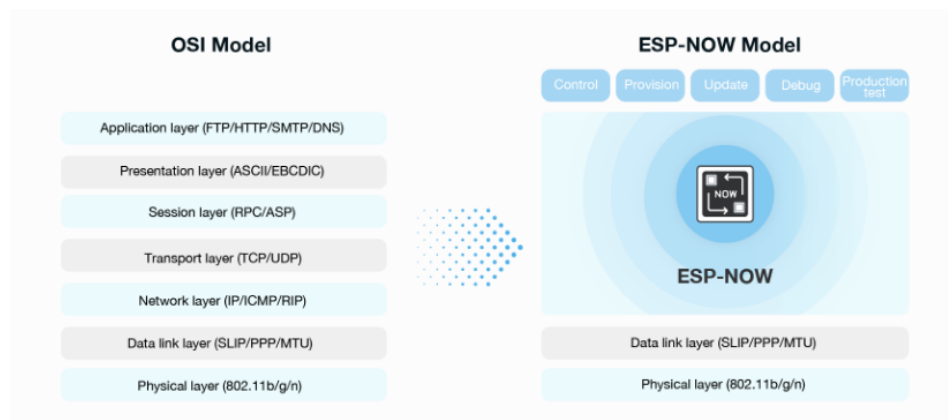 OSI Model
Application layer (FTP/HTTP/SMTP/DNS)
Presentation layer (ASCII/EBCDIC)
Session layer (RPC/ASP)
Transport layer (TCP/UDP)
Network layer (IP/ICMP/RIP)
Data link layer (SLIP/PPP/MTU)
Physical layer (802.11b/g/n)
ESP-NOW Model
Control
Provision
Update
Debug
Production
test
NOW
ESP-NOW
Data link layer (SLIP/PPP/MTU)
Physical layer (802.11b/g/n)